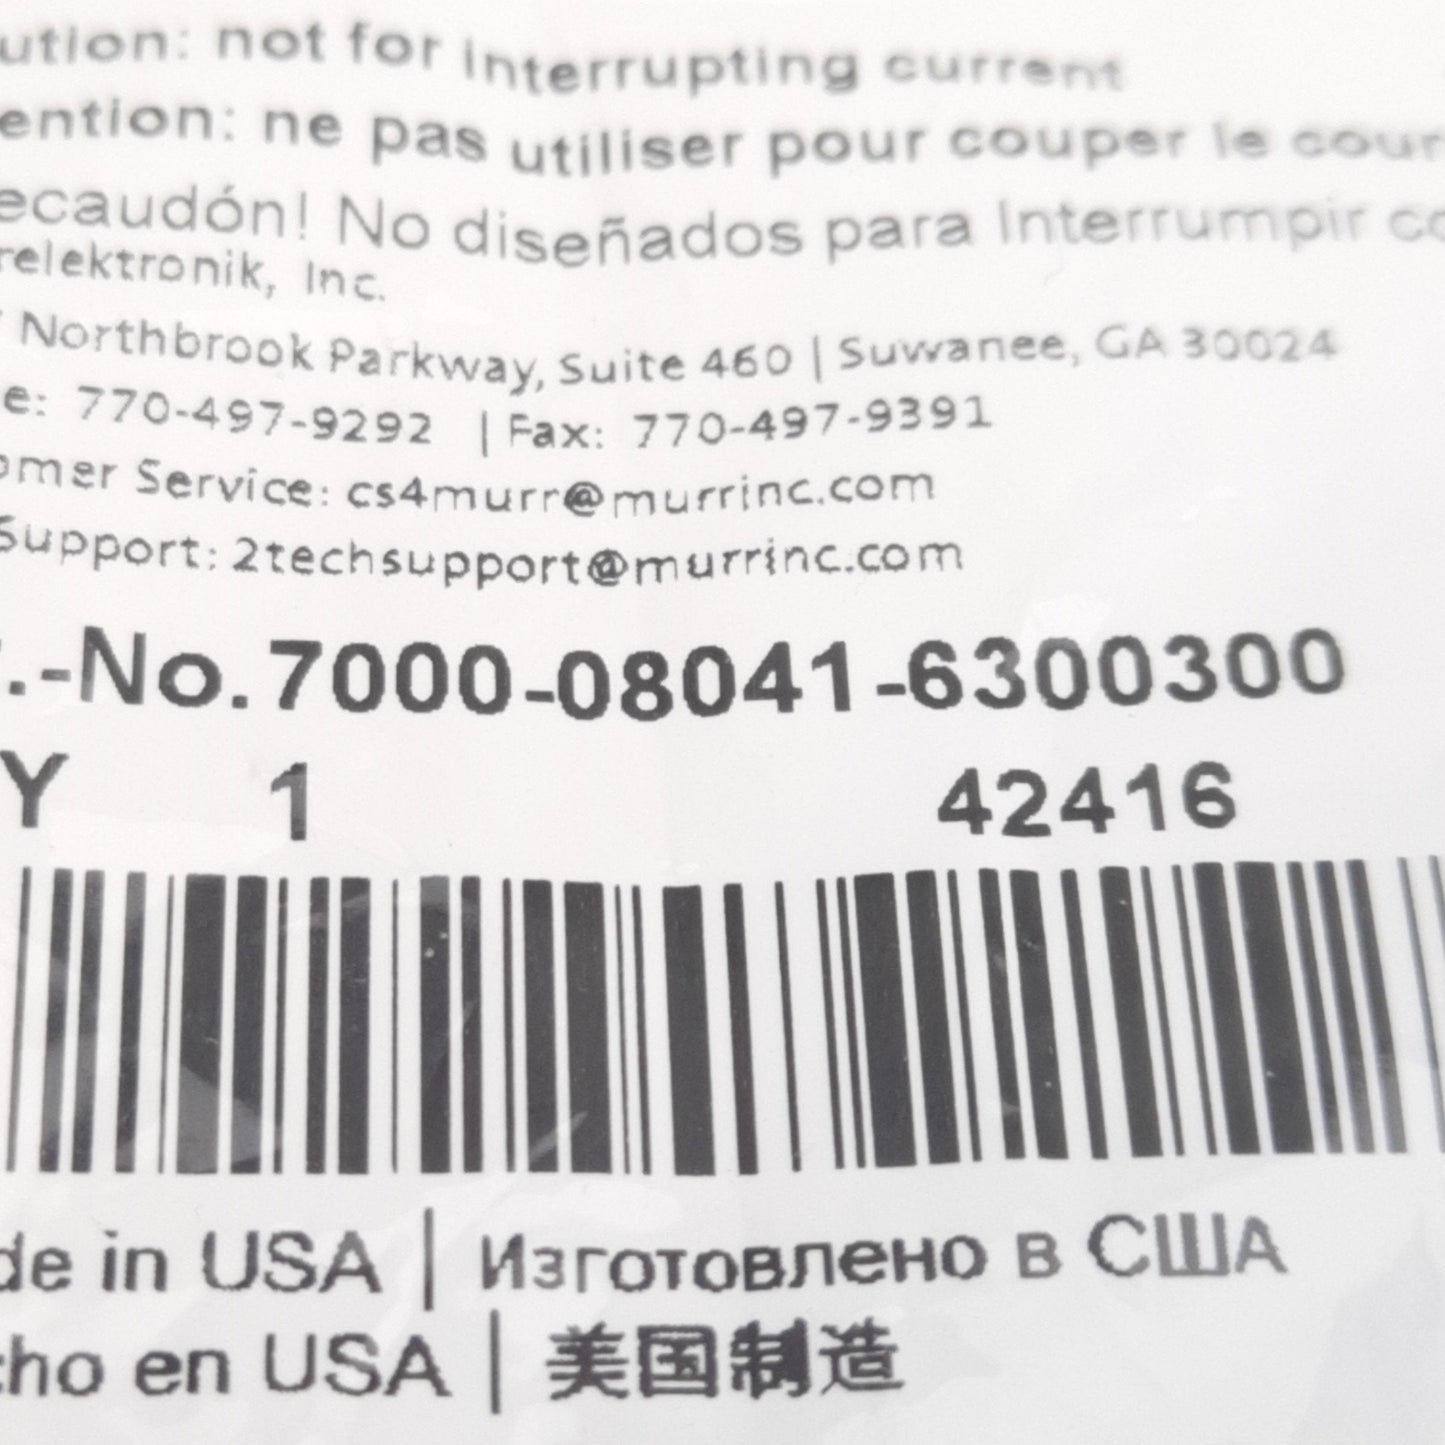 ution: not for interrupting current
ention: ne pas utiliser pour couper le cour
ecaudón! No diseñados para Interrumpir co
relektronik, Inc.
Northbrook Parkway, Suite 460 | Suwanee, GA 30024
e: 770-497-9292 | Fax: 770-497-9391
omer Service: cs4murr@murrinc.com
Support: 2techsupport@murrinc.com
.-No.7000-08041-6300300
Y 1 42416
de in USA | Изготовлено в США
cho en USA | 美国制造